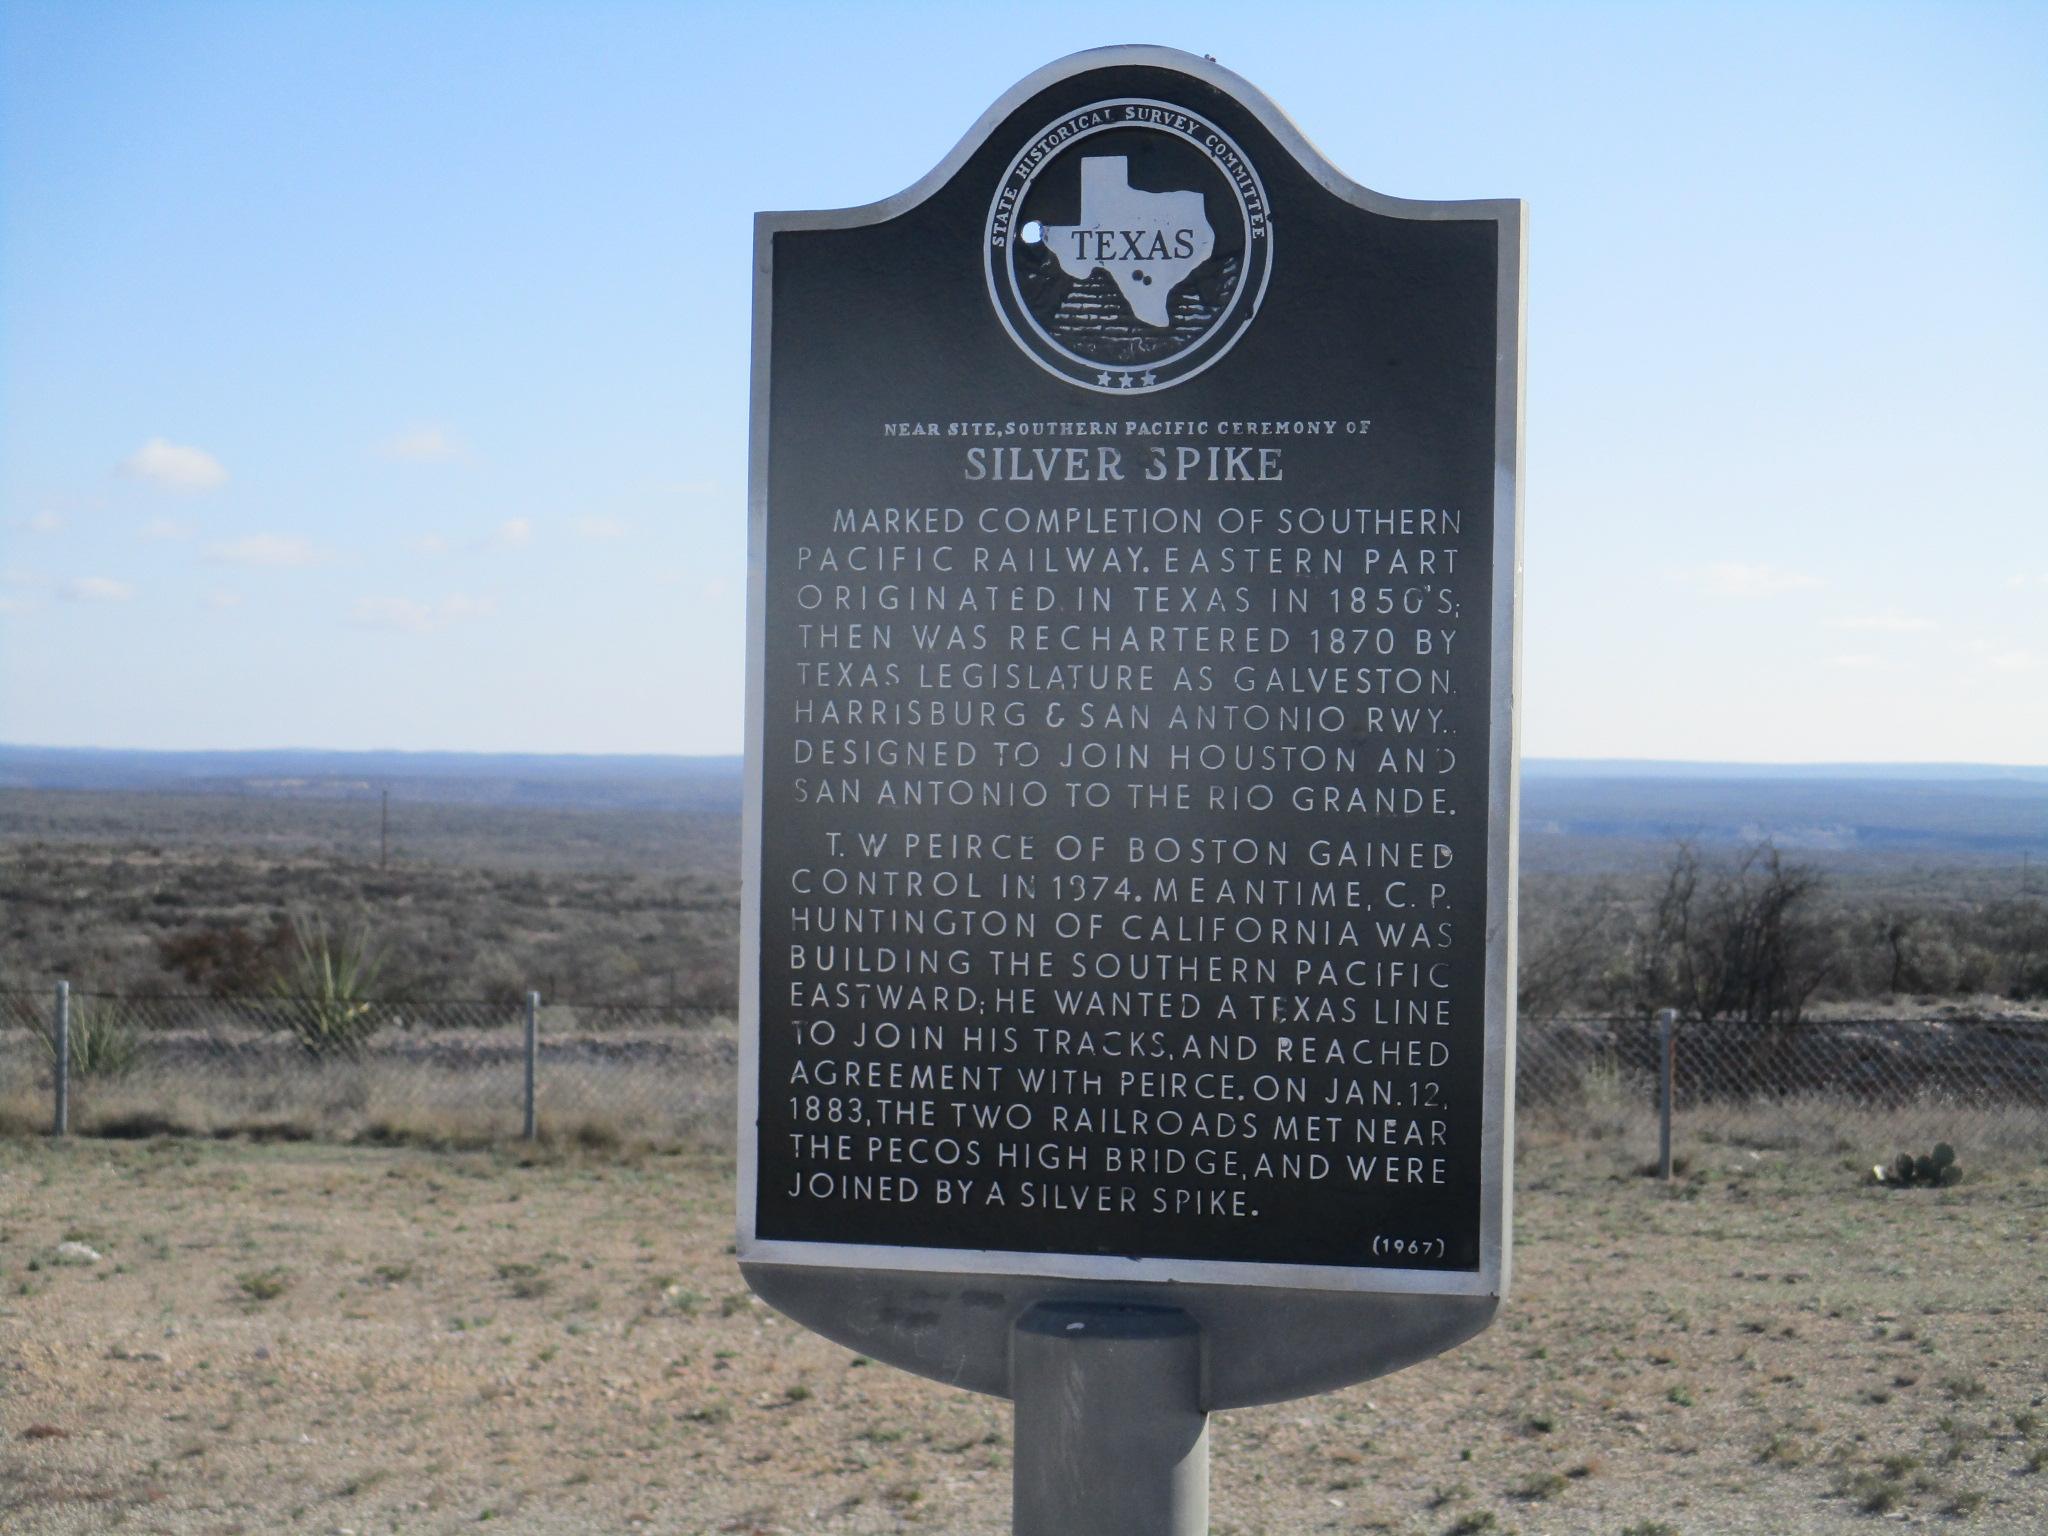 STATE HISTORICAL SURVEY COMMITTEE
TEXAS
NEAR SITE, SOUTHERN PACIFIC CEREMONY OF
SILVER SPIKE
MARKED COMPLETION OF SOUTHERN
PACIFIC RAILWAY. EASTERN PART
ORIGINATED IN TEXAS IN 1850'S;
THEN WAS RECHARTERED 1870 BY
TEXAS LEGISLATURE AS GALVESTON,
HARRISBURG & SAN ANTONIO RWY.,
DESIGNED TO JOIN HOUSTON AND
SAN ANTONIO TO THE RIO GRANDE.
T. W PEIRCE OF BOSTON GAINED
CONTROL IN 1874. MEANTIME, C. P.
HUNTINGTON OF CALIFORNIA WAS
BUILDING THE SOUTHERN PACIFIC
EASTWARD; HE WANTED A TEXAS LINE
TO JOIN HIS TRACKS, AND REACHED
AGREEMENT WITH PEIRCE. ON JAN. 12,
1883, THE TWO RAILROADS MET NEAR
THE PECOS HIGH BRIDGE, AND WERE
JOINED BY A SILVER SPIKE.
(1967)